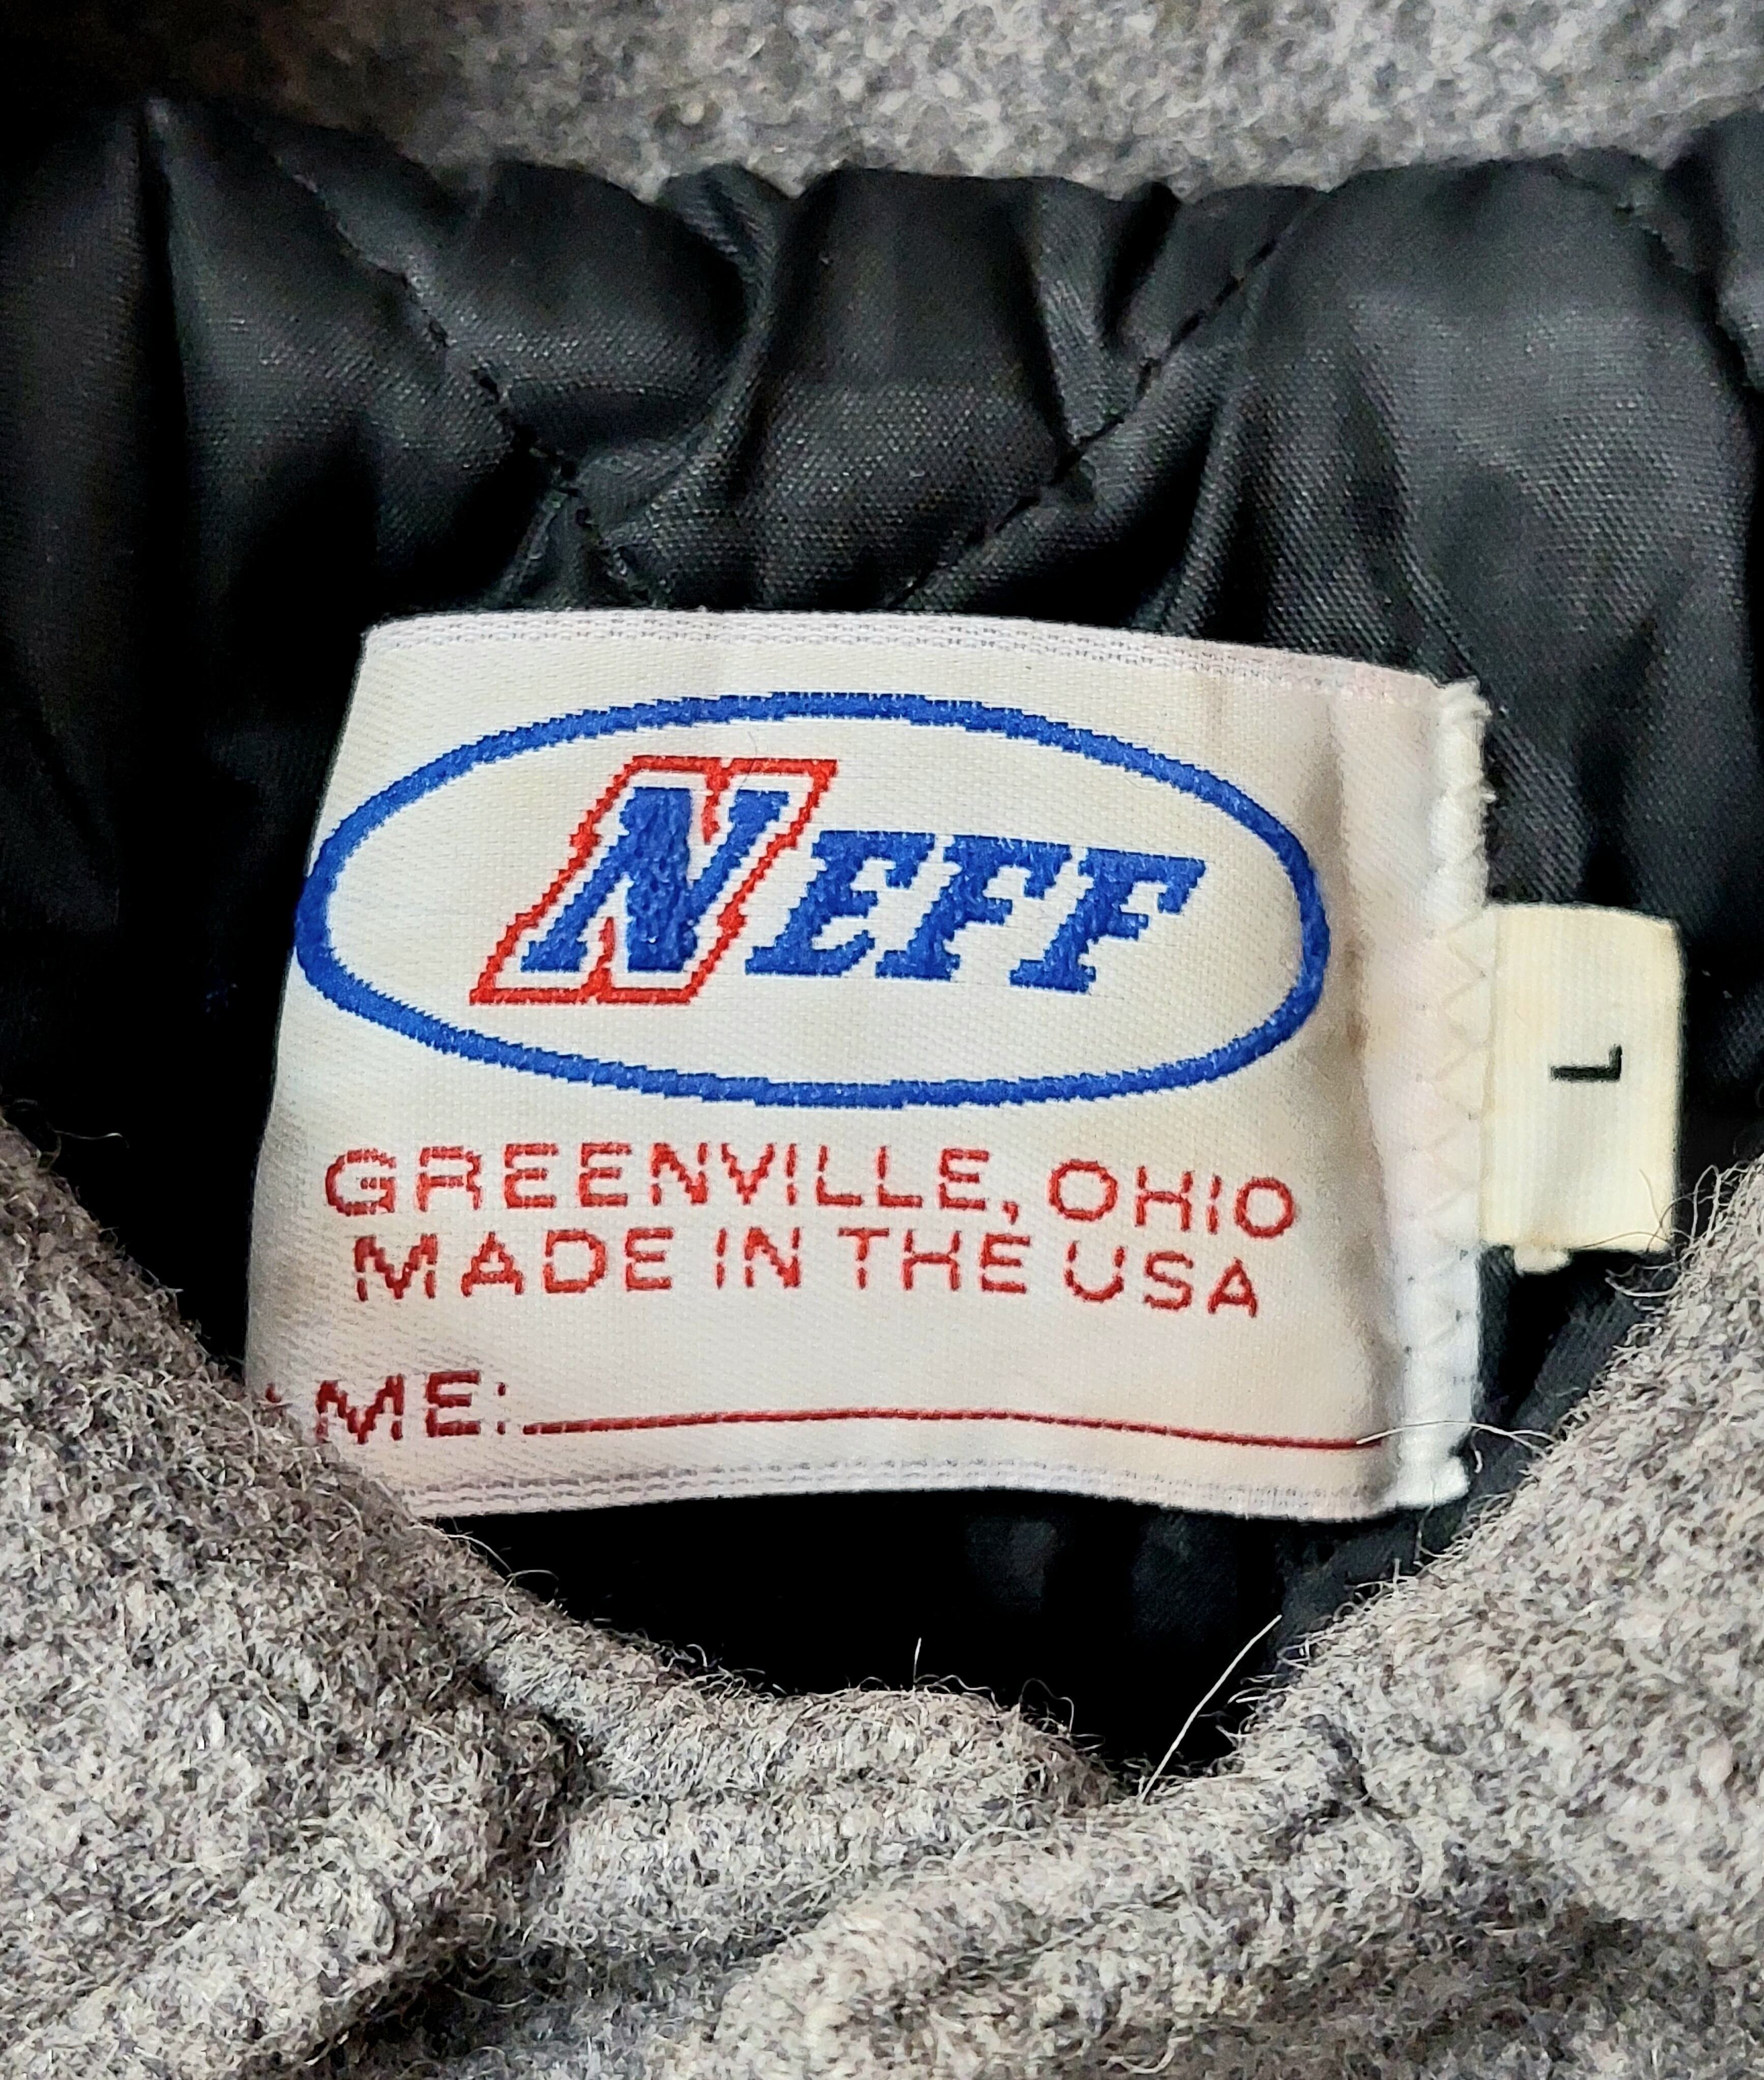 NEFF
L
GREENVILLE, OHIO
MADE IN THE USA
ME: